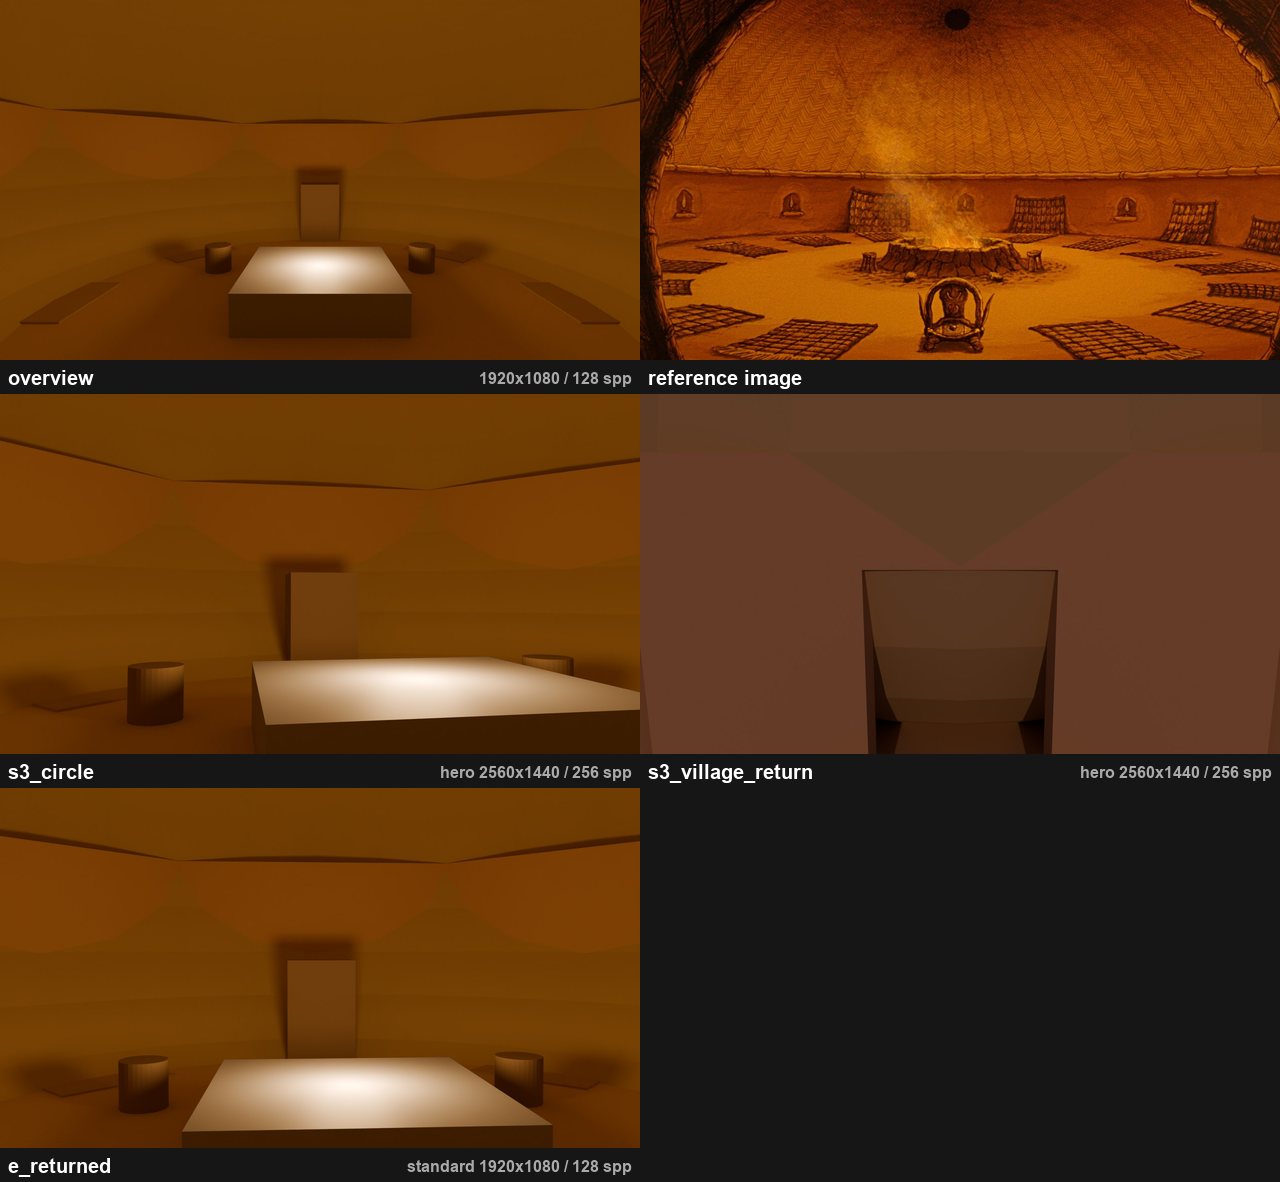 overview 1920x1080 / 128 spp
reference image
s3_circle hero 2560x1440 / 256 spp
s3_village_return hero 2560x1440 / 256 spp
e_returned standard 1920x1080 / 128 spp